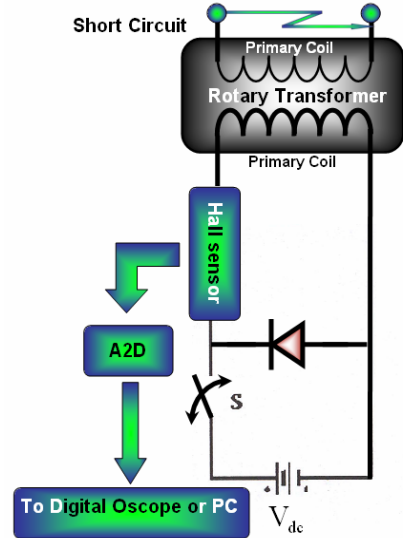 Short Circuit
Primary Coil
Rotary Transformer
Primary Coil
Hall sensor
A2D
S
To Digital Oscope or PC
Vdc